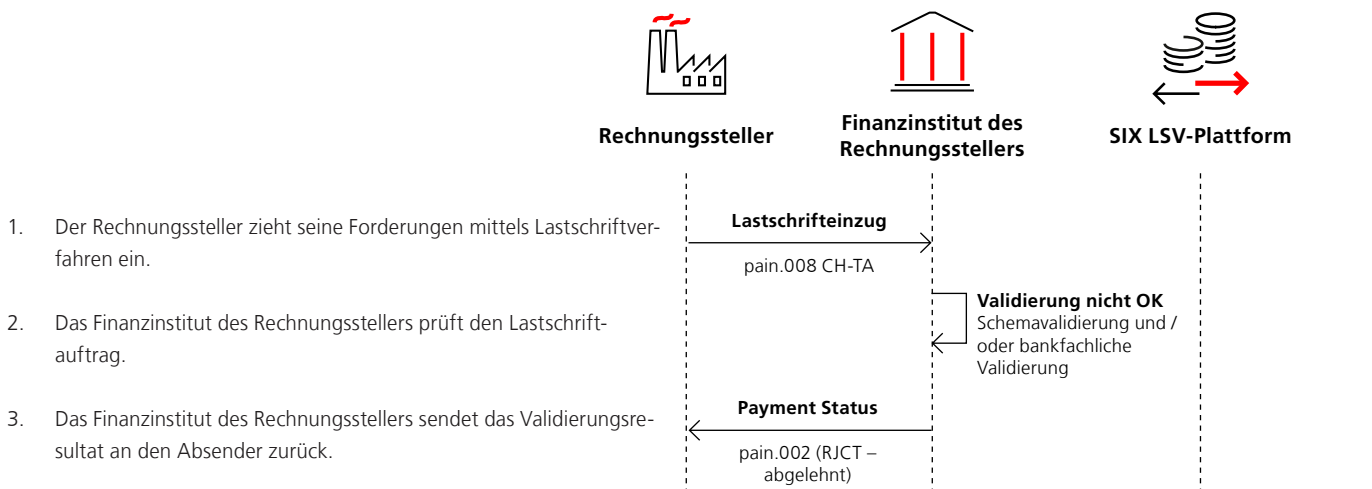 Rechnungssteller
Finanzinstitut des
Rechnungsstellers
SIX LSV-Plattform
1. Der Rechnungssteller zieht seine Forderungen mittels Lastschriftver-
fahren ein.
Lastschrifteinzug
pain.008 CH-TA
2. Das Finanzinstitut des Rechnungsstellers prüft den Lastschrift-
auftrag.
Validierung nicht OK
Schemavalidierung und /
oder bankfachliche
Validierung
3. Das Finanzinstitut des Rechnungsstellers sendet das Validierungsre-
sultat an den Absender zurück.
Payment Status
pain.002 (RJCT –
abgelehnt)